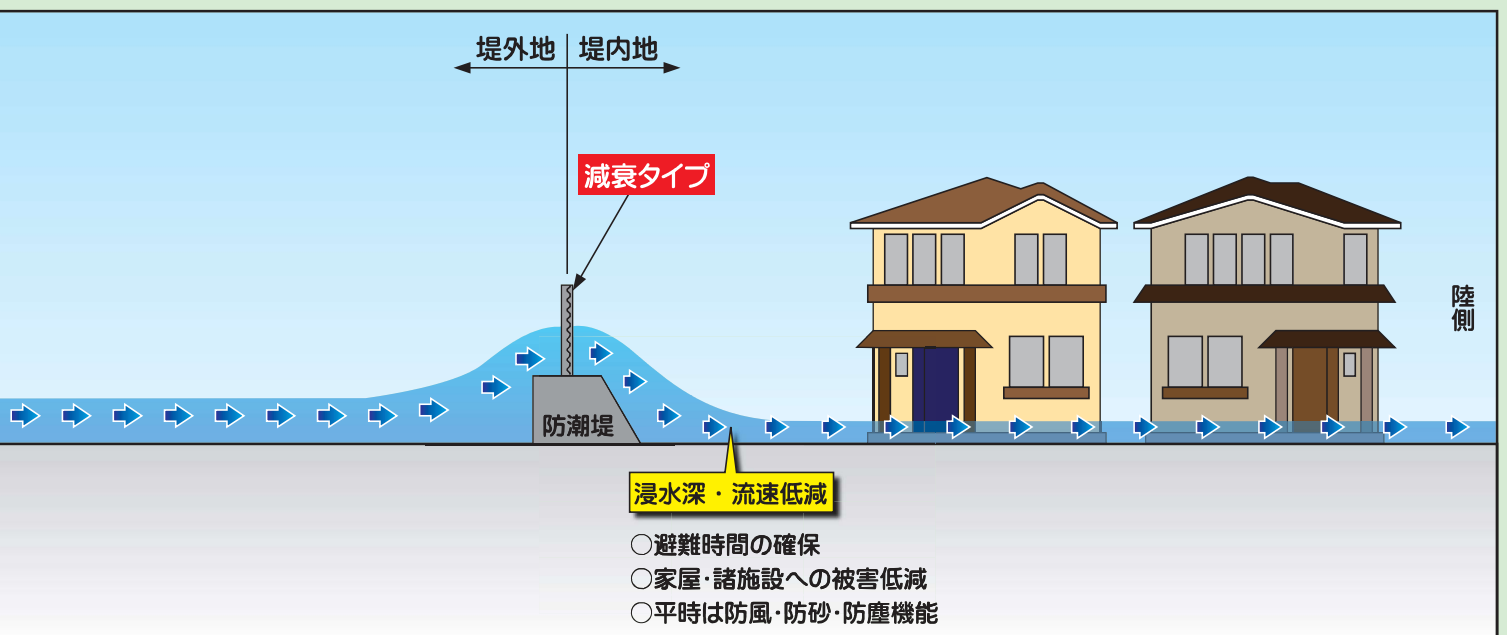 堤外地 堤内地
減衰タイプ
陸側
防潮堤
浸水深・流速低減
○避難時間の確保
○家屋・諸施設への被害低減
○平時は防風・防砂・防塵機能